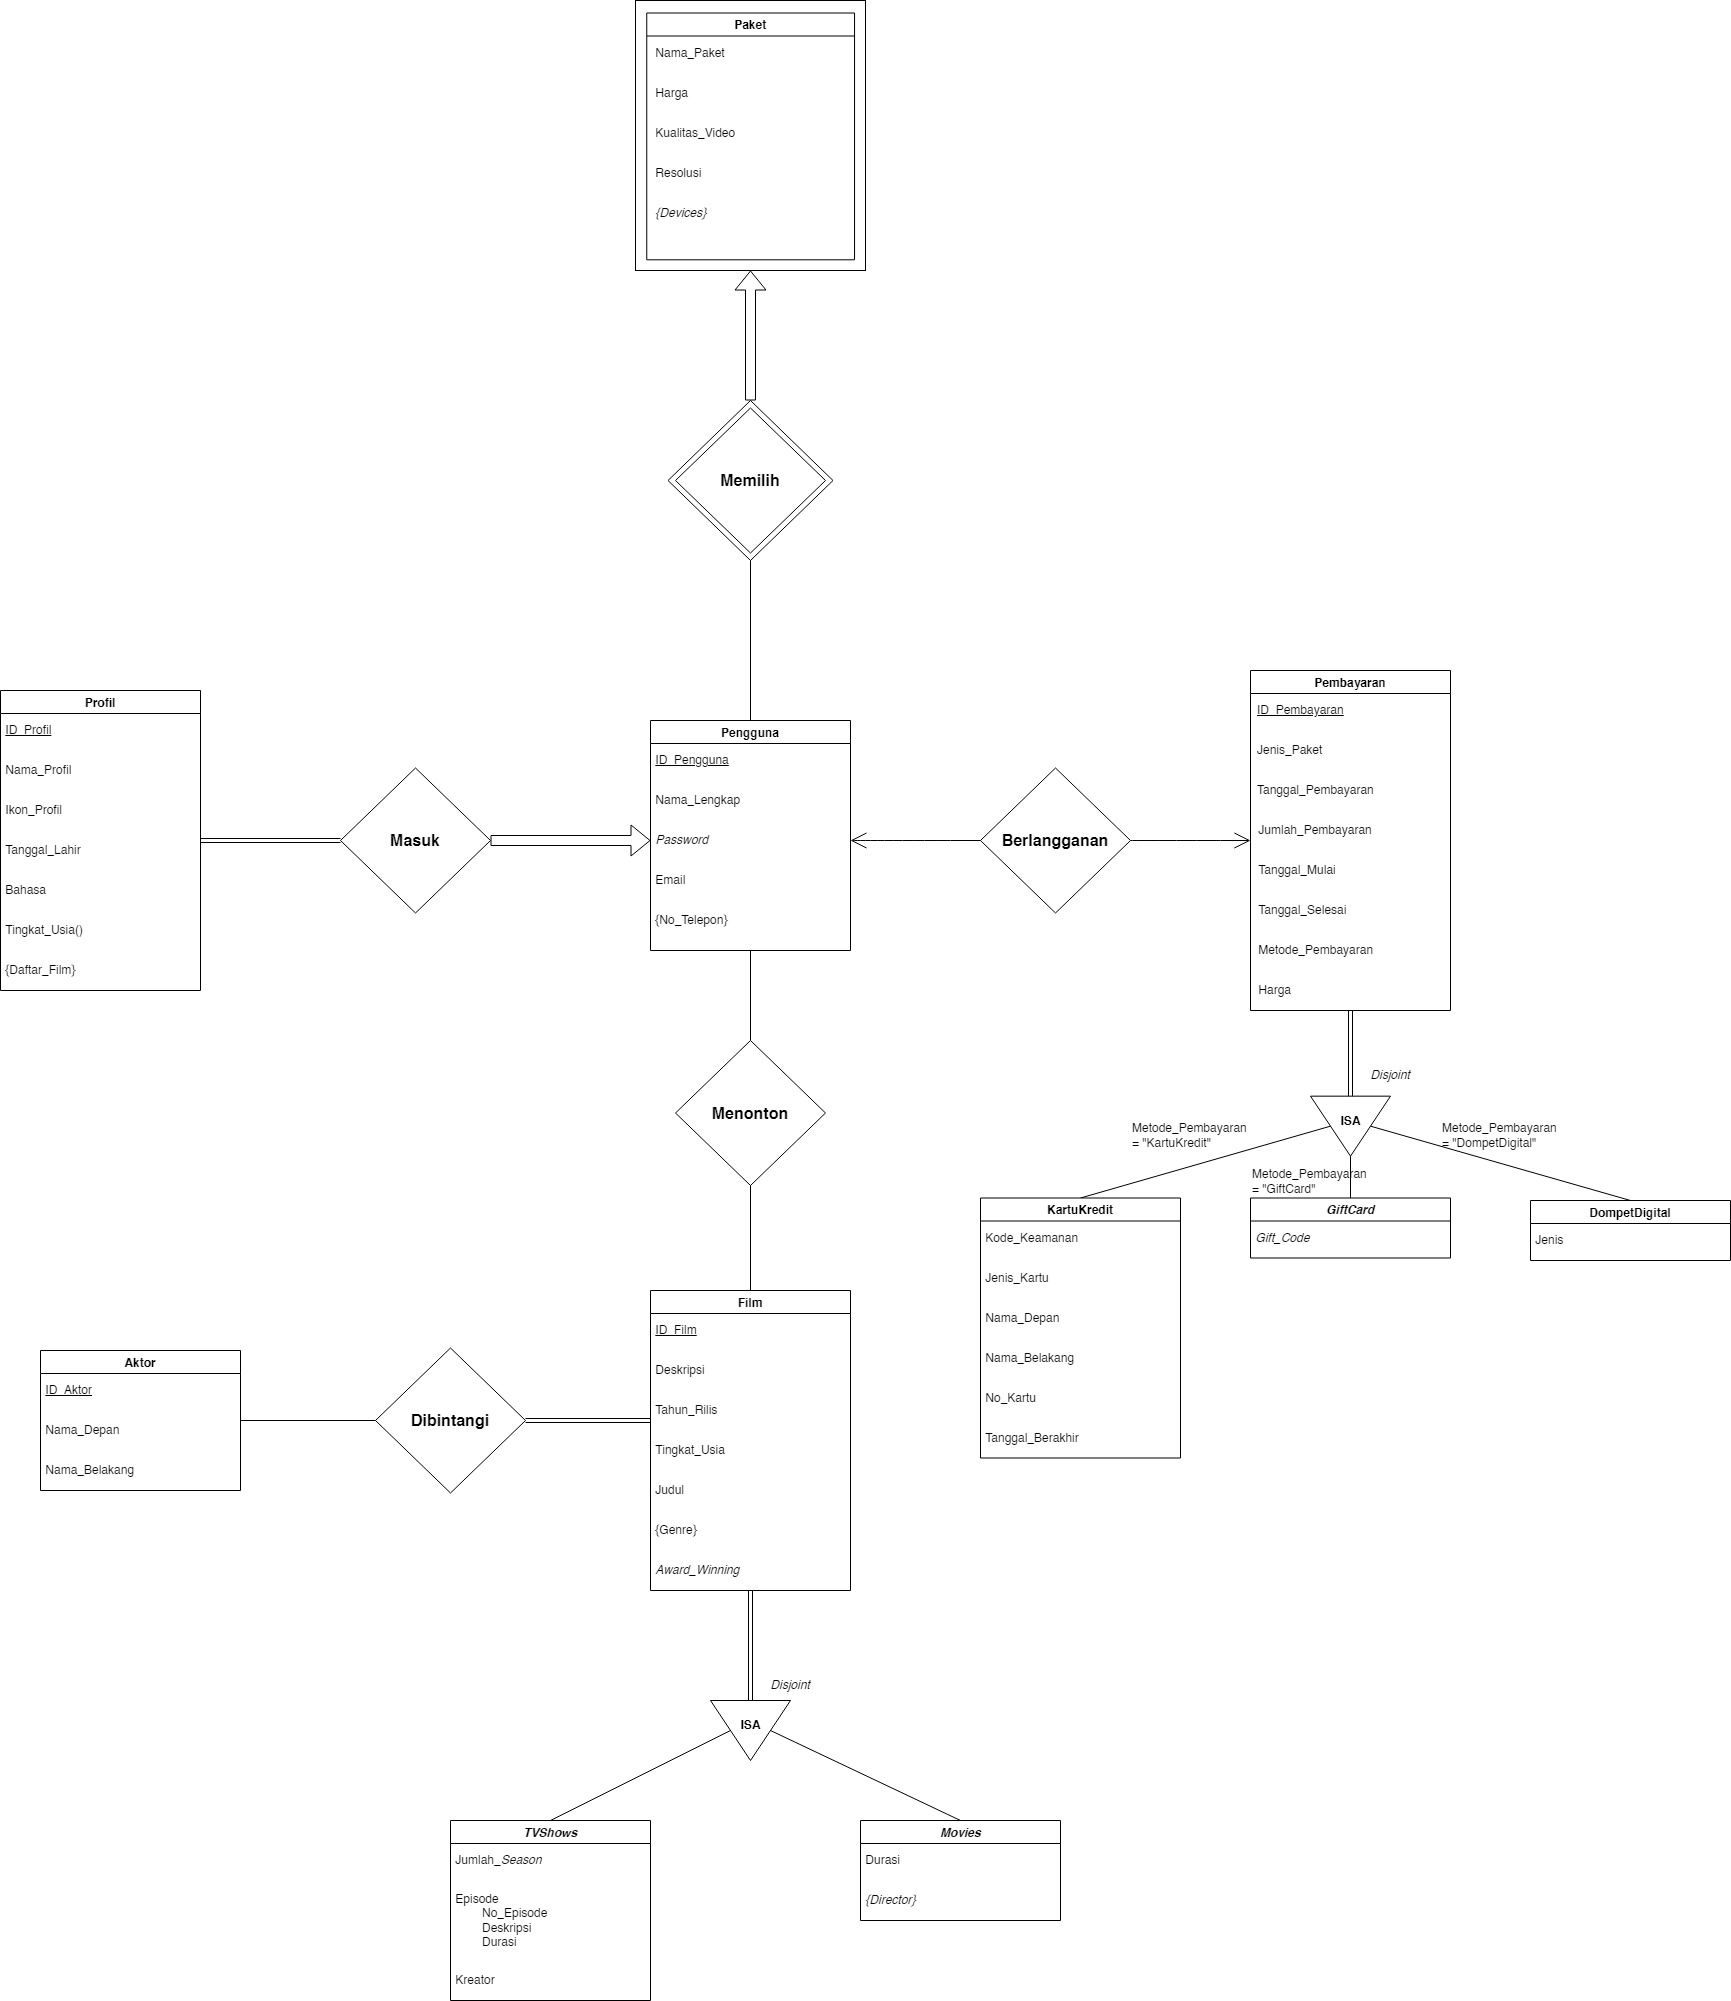 Paket
Nama_Paket
Harga
Kualitas_Video
Resolusi
{Devices}
Memilih
Profil
ID_Profil
Nama_Profil
Ikon_Profil
Tanggal_Lahir
Bahasa
Tingkat_Usia()
{Daftar_Film}
Masuk
Pengguna
ID_Pengguna
Nama_Lengkap
Password
Email
{No_Telepon}
Berlangganan
Pembayaran
ID_Pembayaran
Jenis_Paket
Tanggal_Pembayaran
Jumlah_Pembayaran
Tanggal_Mulai
Tanggal_Selesai
Metode_Pembayaran
Harga
Disjoint
ISA
Metode_Pembayaran
= "KartuKredit"
Metode_Pembayaran
= "GiftCard"
Metode_Pembayaran
= "DompetDigital"
KartuKredit
Kode_Keamanan
Jenis_Kartu
Nama_Depan
Nama_Belakang
No_Kartu
Tanggal_Berakhir
GiftCard
Gift_Code
DompetDigital
Jenis
Menonton
Aktor
ID_Aktor
Nama_Depan
Nama_Belakang
Dibintangi
Film
ID_Film
Deskripsi
Tahun_Rilis
Tingkat_Usia
Judul
{Genre}
Award_Winning
Disjoint
ISA
TVShows
Jumlah_Season
Episode
No_Episode
Deskripsi
Durasi
Kreator
Movies
Durasi
{Director}